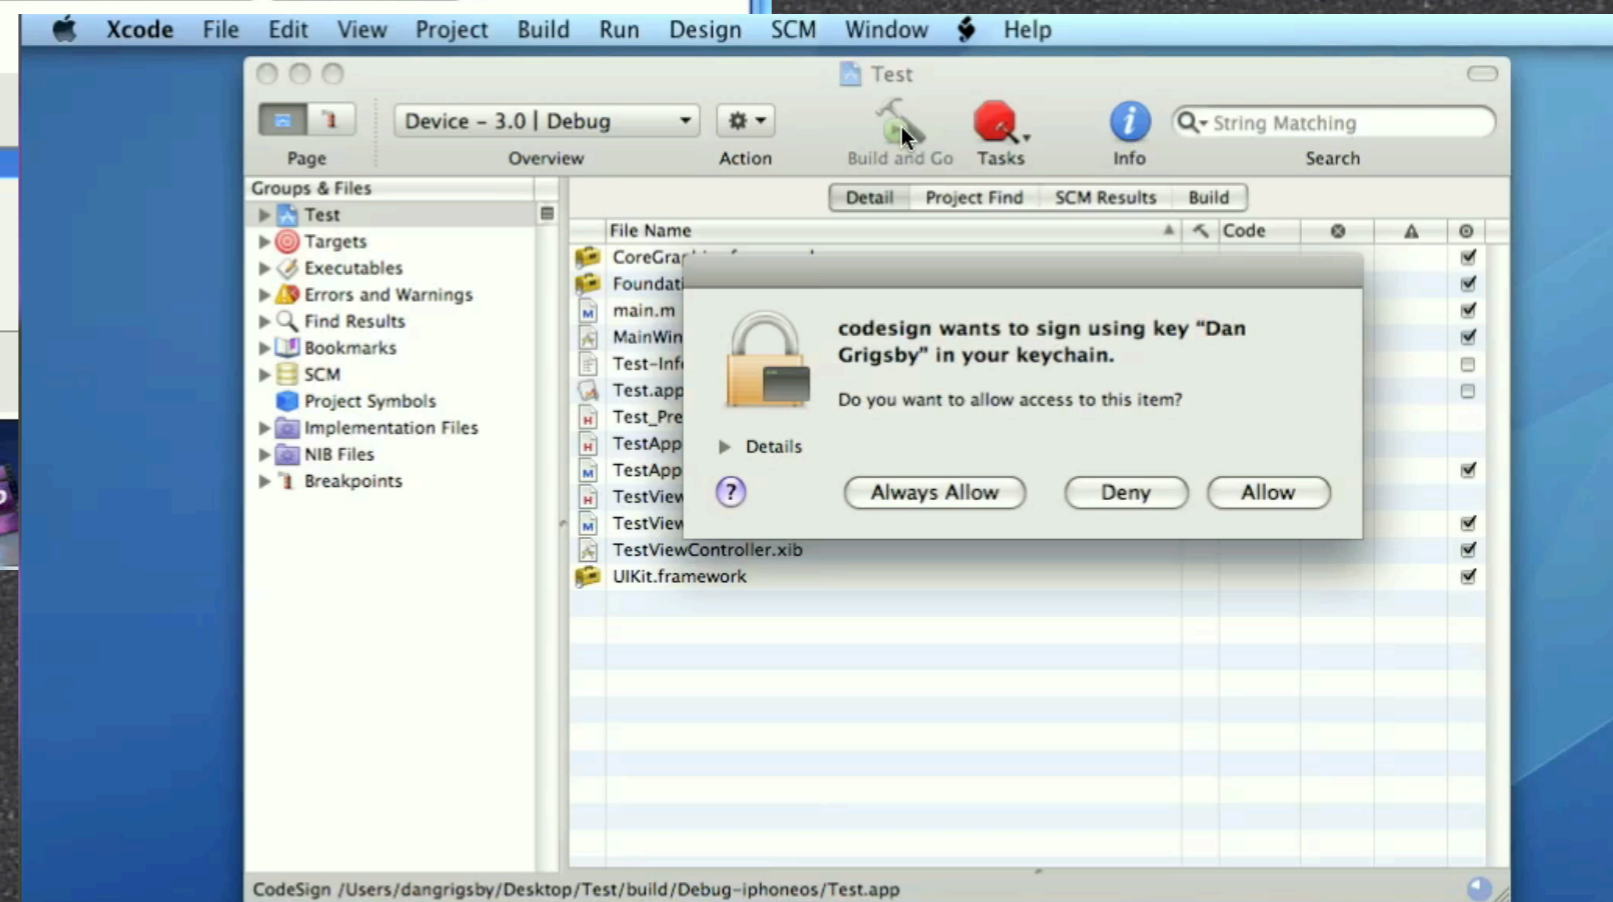 Xcode File Edit View Project Build Run Design SCM Window Help
Test
Device – 3.0 | Debug
String Matching
Page Overview Action Build and Go Tasks Info Search
Groups & Files
Detail Project Find SCM Results Build
Test
Targets
Executables
Errors and Warnings
Find Results
Bookmarks
SCM
Project Symbols
Implementation Files
NIB Files
Breakpoints
File Name Code
main.m
TestViewController.xib
UIKit.framework
codesign wants to sign using key “Dan
Grigsby” in your keychain.
Do you want to allow access to this item?
Details
? Always Allow Deny Allow
CodeSign /Users/dangrigsby/Desktop/Test/build/Debug-iphoneos/Test.app